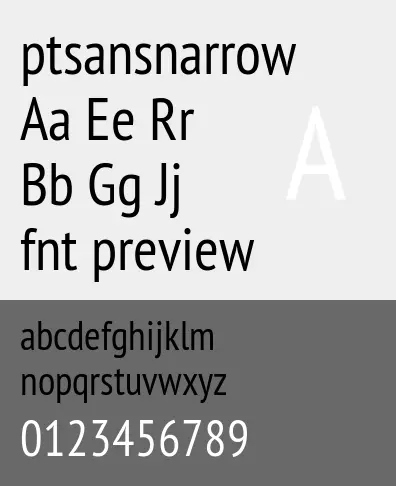 ptsansnarrow
Aa Ee Rr
A
Bb Gg Jj
fnt preview
abcdefghijklm
nopqrstuvwxyz
0123456789